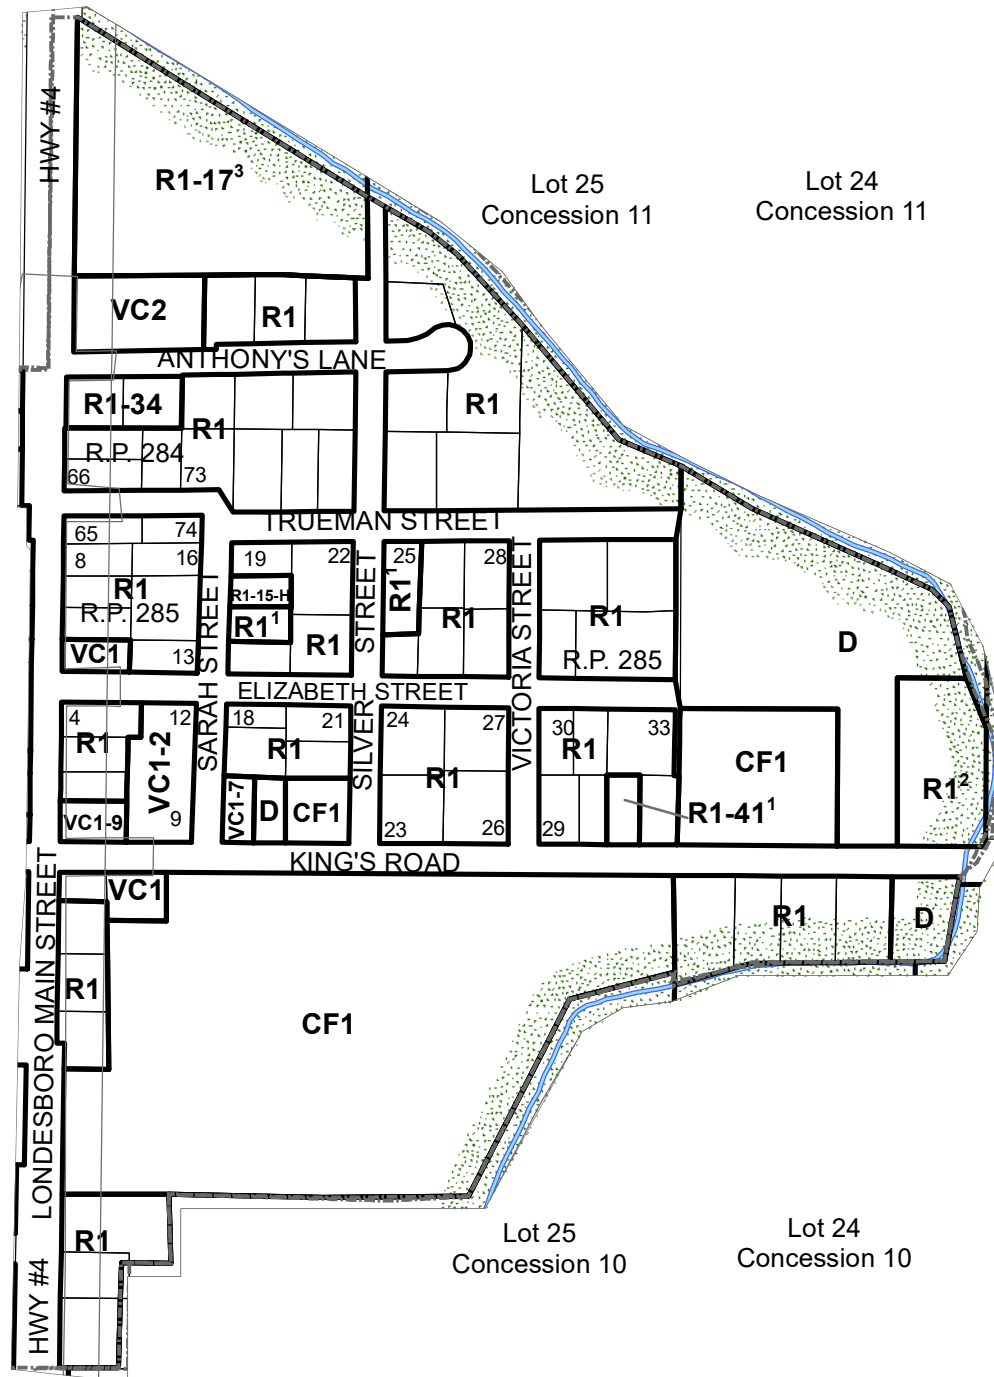 HWY #4
R1-17³
Lot 25
Concession 11
Lot 24
Concession 11
VC2
R1
ANTHONY'S LANE
R1-34
R1
R1
R.P. 284
66
73
TRUEMAN STREET
65
74
8
16
R1
R.P. 285
VC1
13
SARAH STREET
19
22
R1-15-H
R1¹
R1
SILVER STREET
25
28
R1¹
R1
VICTORIA STREET
R1
R.P. 285
D
ELIZABETH STREET
4
12
R1
VC1-2
VC1-9
9
18
21
R1
VC1-7
D
CF1
24
27
R1
23
26
30
33
R1
29
R1-41¹
CF1
R1²
KING'S ROAD
VC1
R1
LONDESBORO MAIN STREET
CF1
R1
D
R1
HWY #4
Lot 25
Concession 10
Lot 24
Concession 10